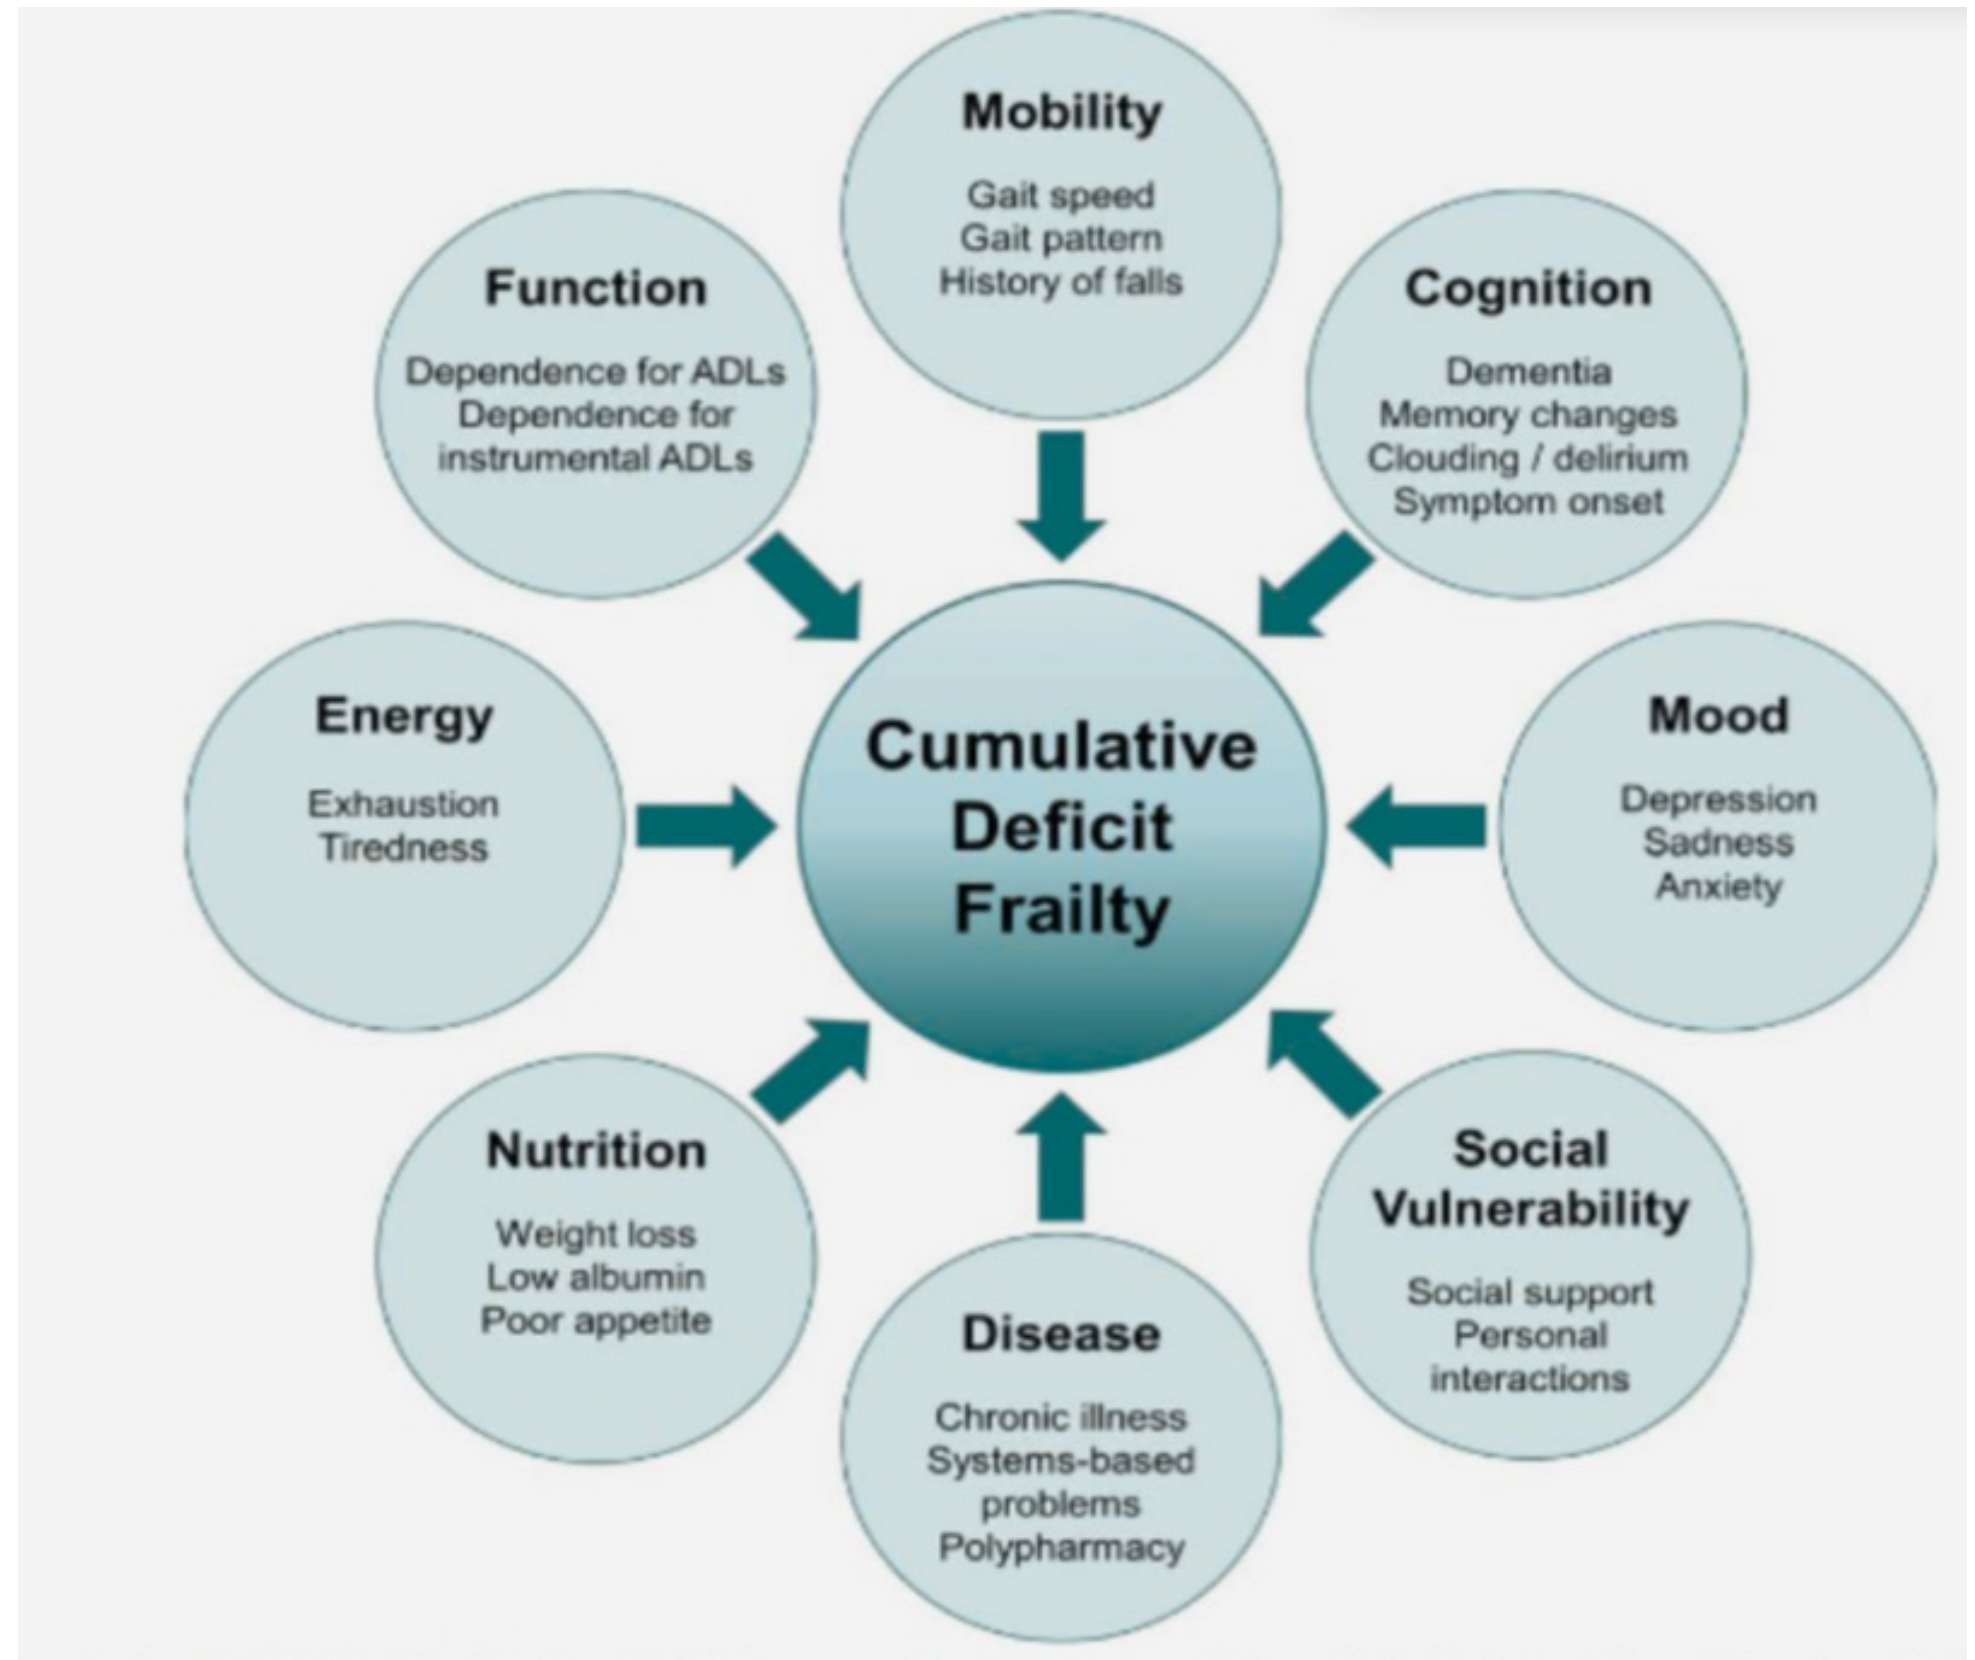 Mobility
Gait speed
Gait pattern
History of falls
Function
Dependence for ADLs
Dependence for
instrumental ADLs
Cognition
Dementia
Memory changes
Clouding / delirium
Symptom onset
Energy
Exhaustion
Tiredness
Cumulative
Deficit
Frailty
Mood
Depression
Sadness
Anxiety
Nutrition
Weight loss
Low albumin
Poor appetite
Social
Vulnerability
Social support
Personal
interactions
Disease
Chronic illness
Systems-based
problems
Polypharmacy